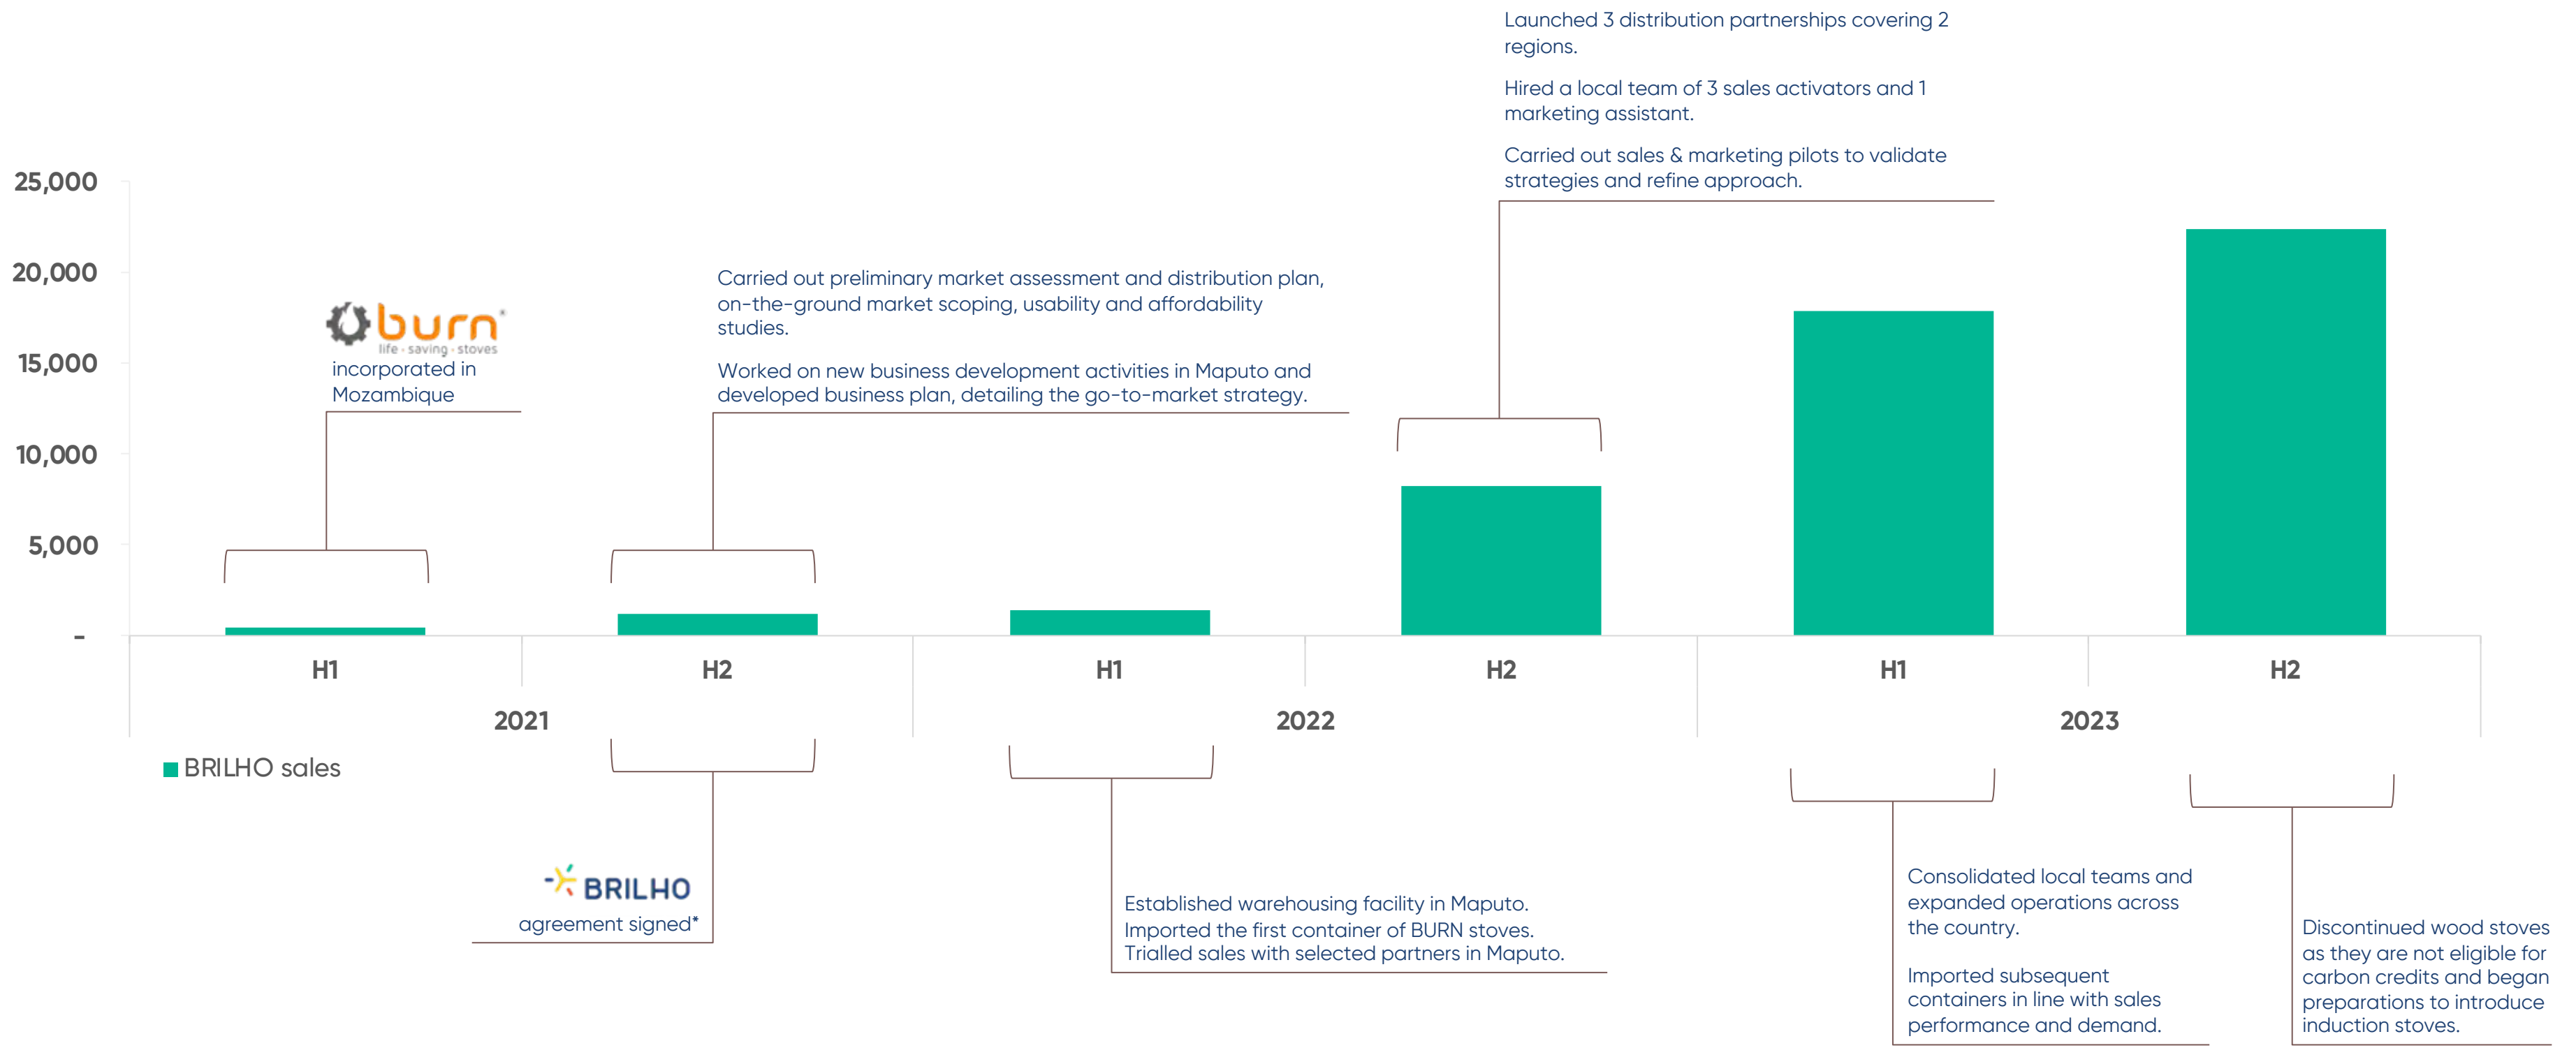 Launched 3 distribution partnerships covering 2
regions.
Hired a local team of 3 sales activators and 1
marketing assistant.
Carried out sales & marketing pilots to validate
strategies and refine approach.
25,000
20,000
15,000
10,000
5,000
-
burn
life · saving · stoves
incorporated in
Mozambique
Carried out preliminary market assessment and distribution plan,
on-the-ground market scoping, usability and affordability
studies.
Worked on new business development activities in Maputo and
developed business plan, detailing the go-to-market strategy.
H1
H2
H1
H2
H1
H2
2021
2022
2023
BRILHO sales
BRILHO
agreement signed*
Established warehousing facility in Maputo.
Imported the first container of BURN stoves.
Trialled sales with selected partners in Maputo.
Consolidated local teams and
expanded operations across
the country.
Imported subsequent
containers in line with sales
performance and demand.
Discontinued wood stoves
as they are not eligible for
carbon credits and began
preparations to introduce
induction stoves.